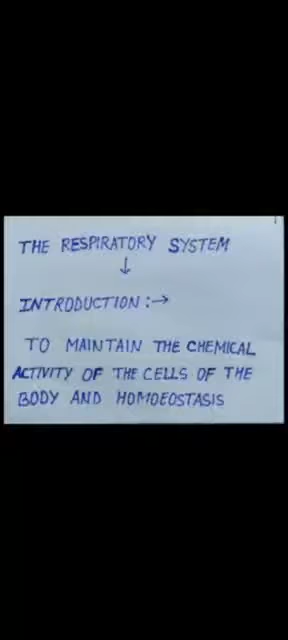 THE RESPIRATORY SYSTEM
↓
INTRODUCTION :→
TO MAINTAIN THE CHEMICAL
ACTIVITY OF THE CELLS OF THE
BODY AND HOMOEOSTASIS